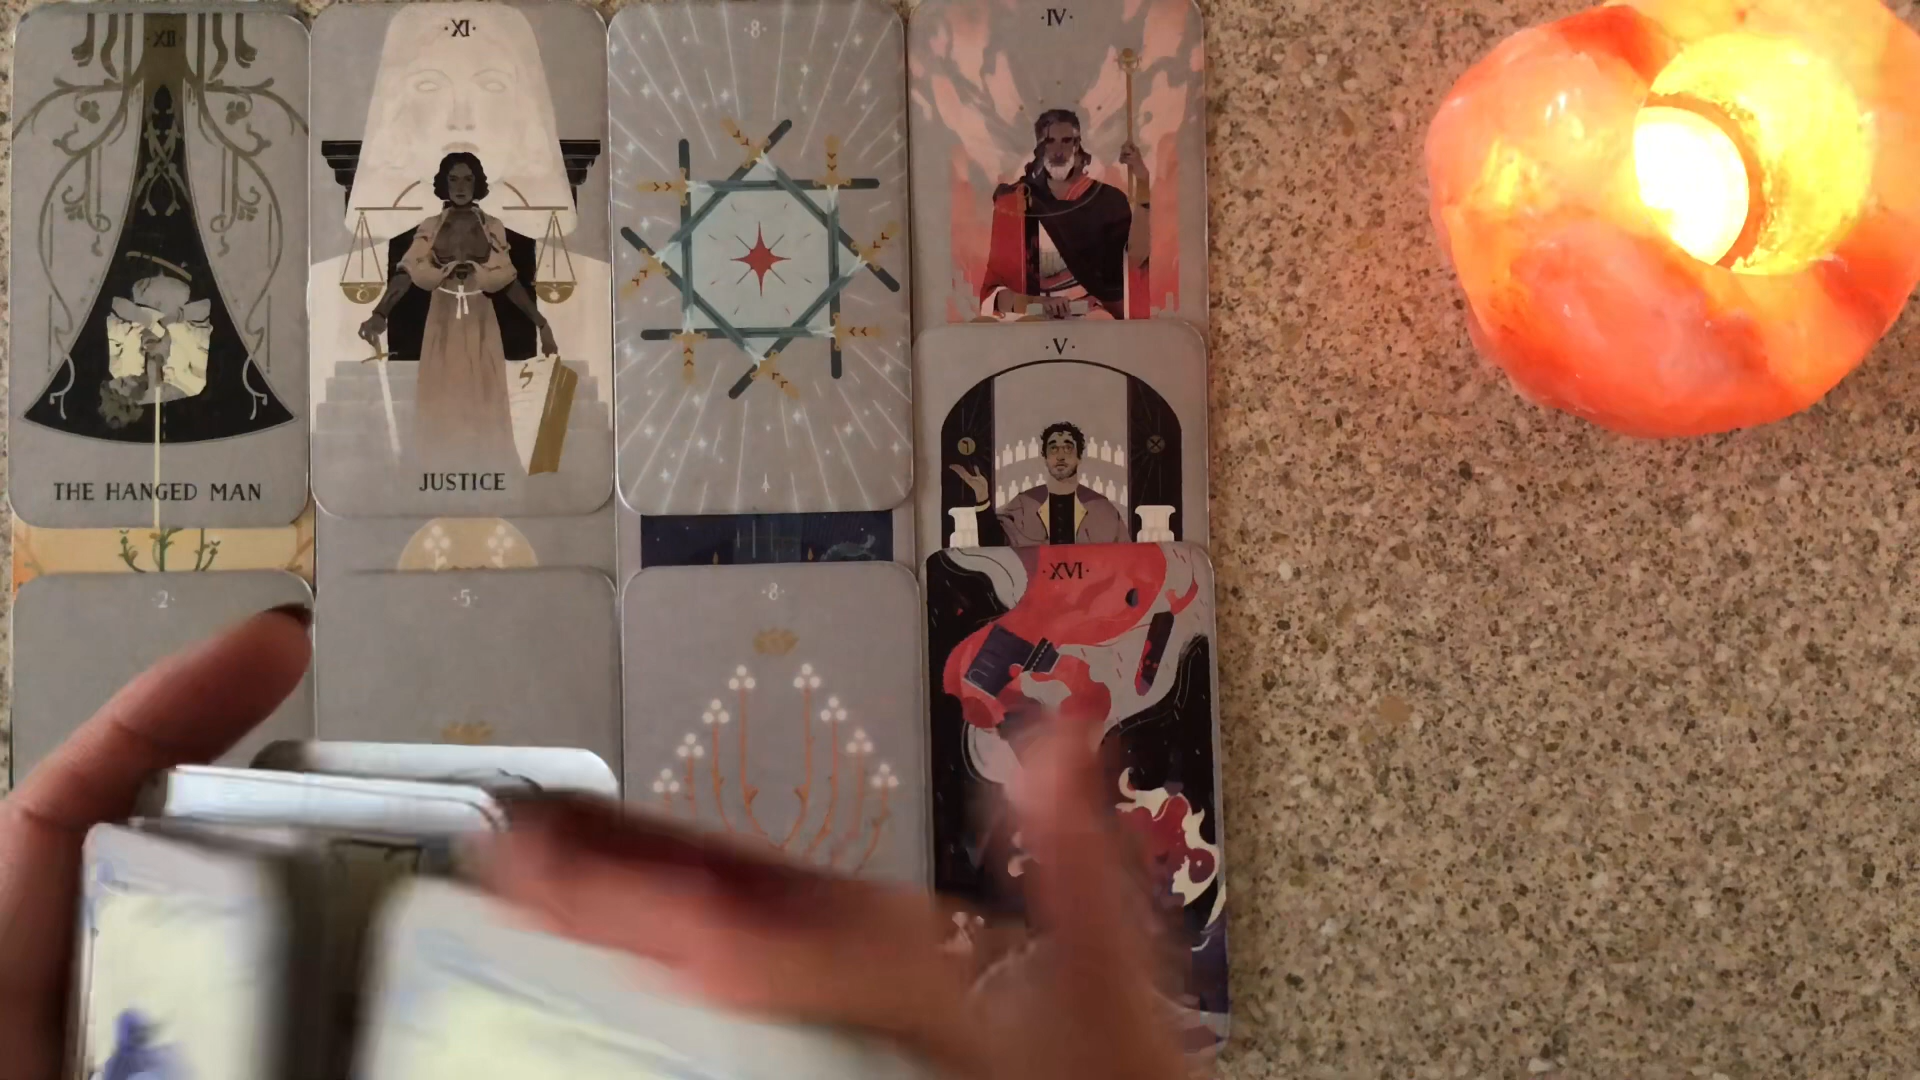 ·XII·
·XI·
·8·
·IV·
·V·
THE HANGED MAN
JUSTICE
·XVI·
·2·
·5·
·8·